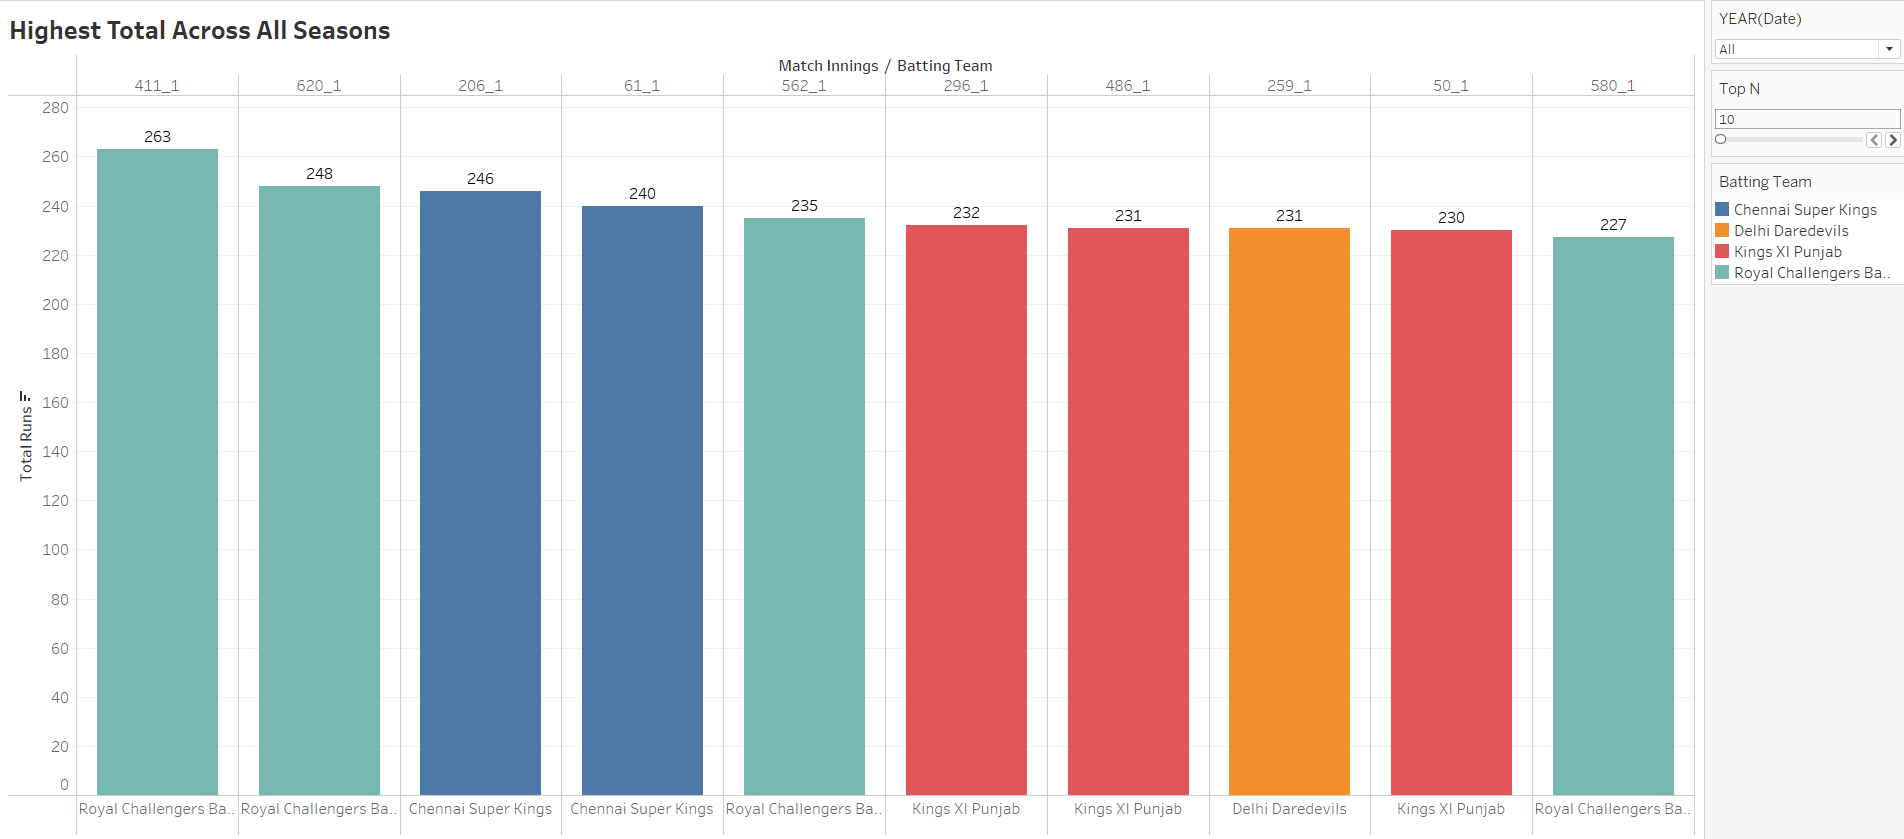 Highest Total Across All Seasons
Match Innings / Batting Team
411_1 620_1 206_1 61_1 562_1 296_1 486_1 259_1 50_1 580_1
280
260
240
220
200
180
160
140
120
100
80
60
40
20
0
Total Runs
263 248 246 240 235 232 231 231 230 227
Royal Challengers Ba.. Royal Challengers Ba.. Chennai Super Kings Chennai Super Kings Royal Challengers Ba.. Kings XI Punjab Kings XI Punjab Delhi Daredevils Kings XI Punjab Royal Challengers Ba..
YEAR(Date)
All
Top N
10
Batting Team
Chennai Super Kings
Delhi Daredevils
Kings XI Punjab
Royal Challengers Ba..